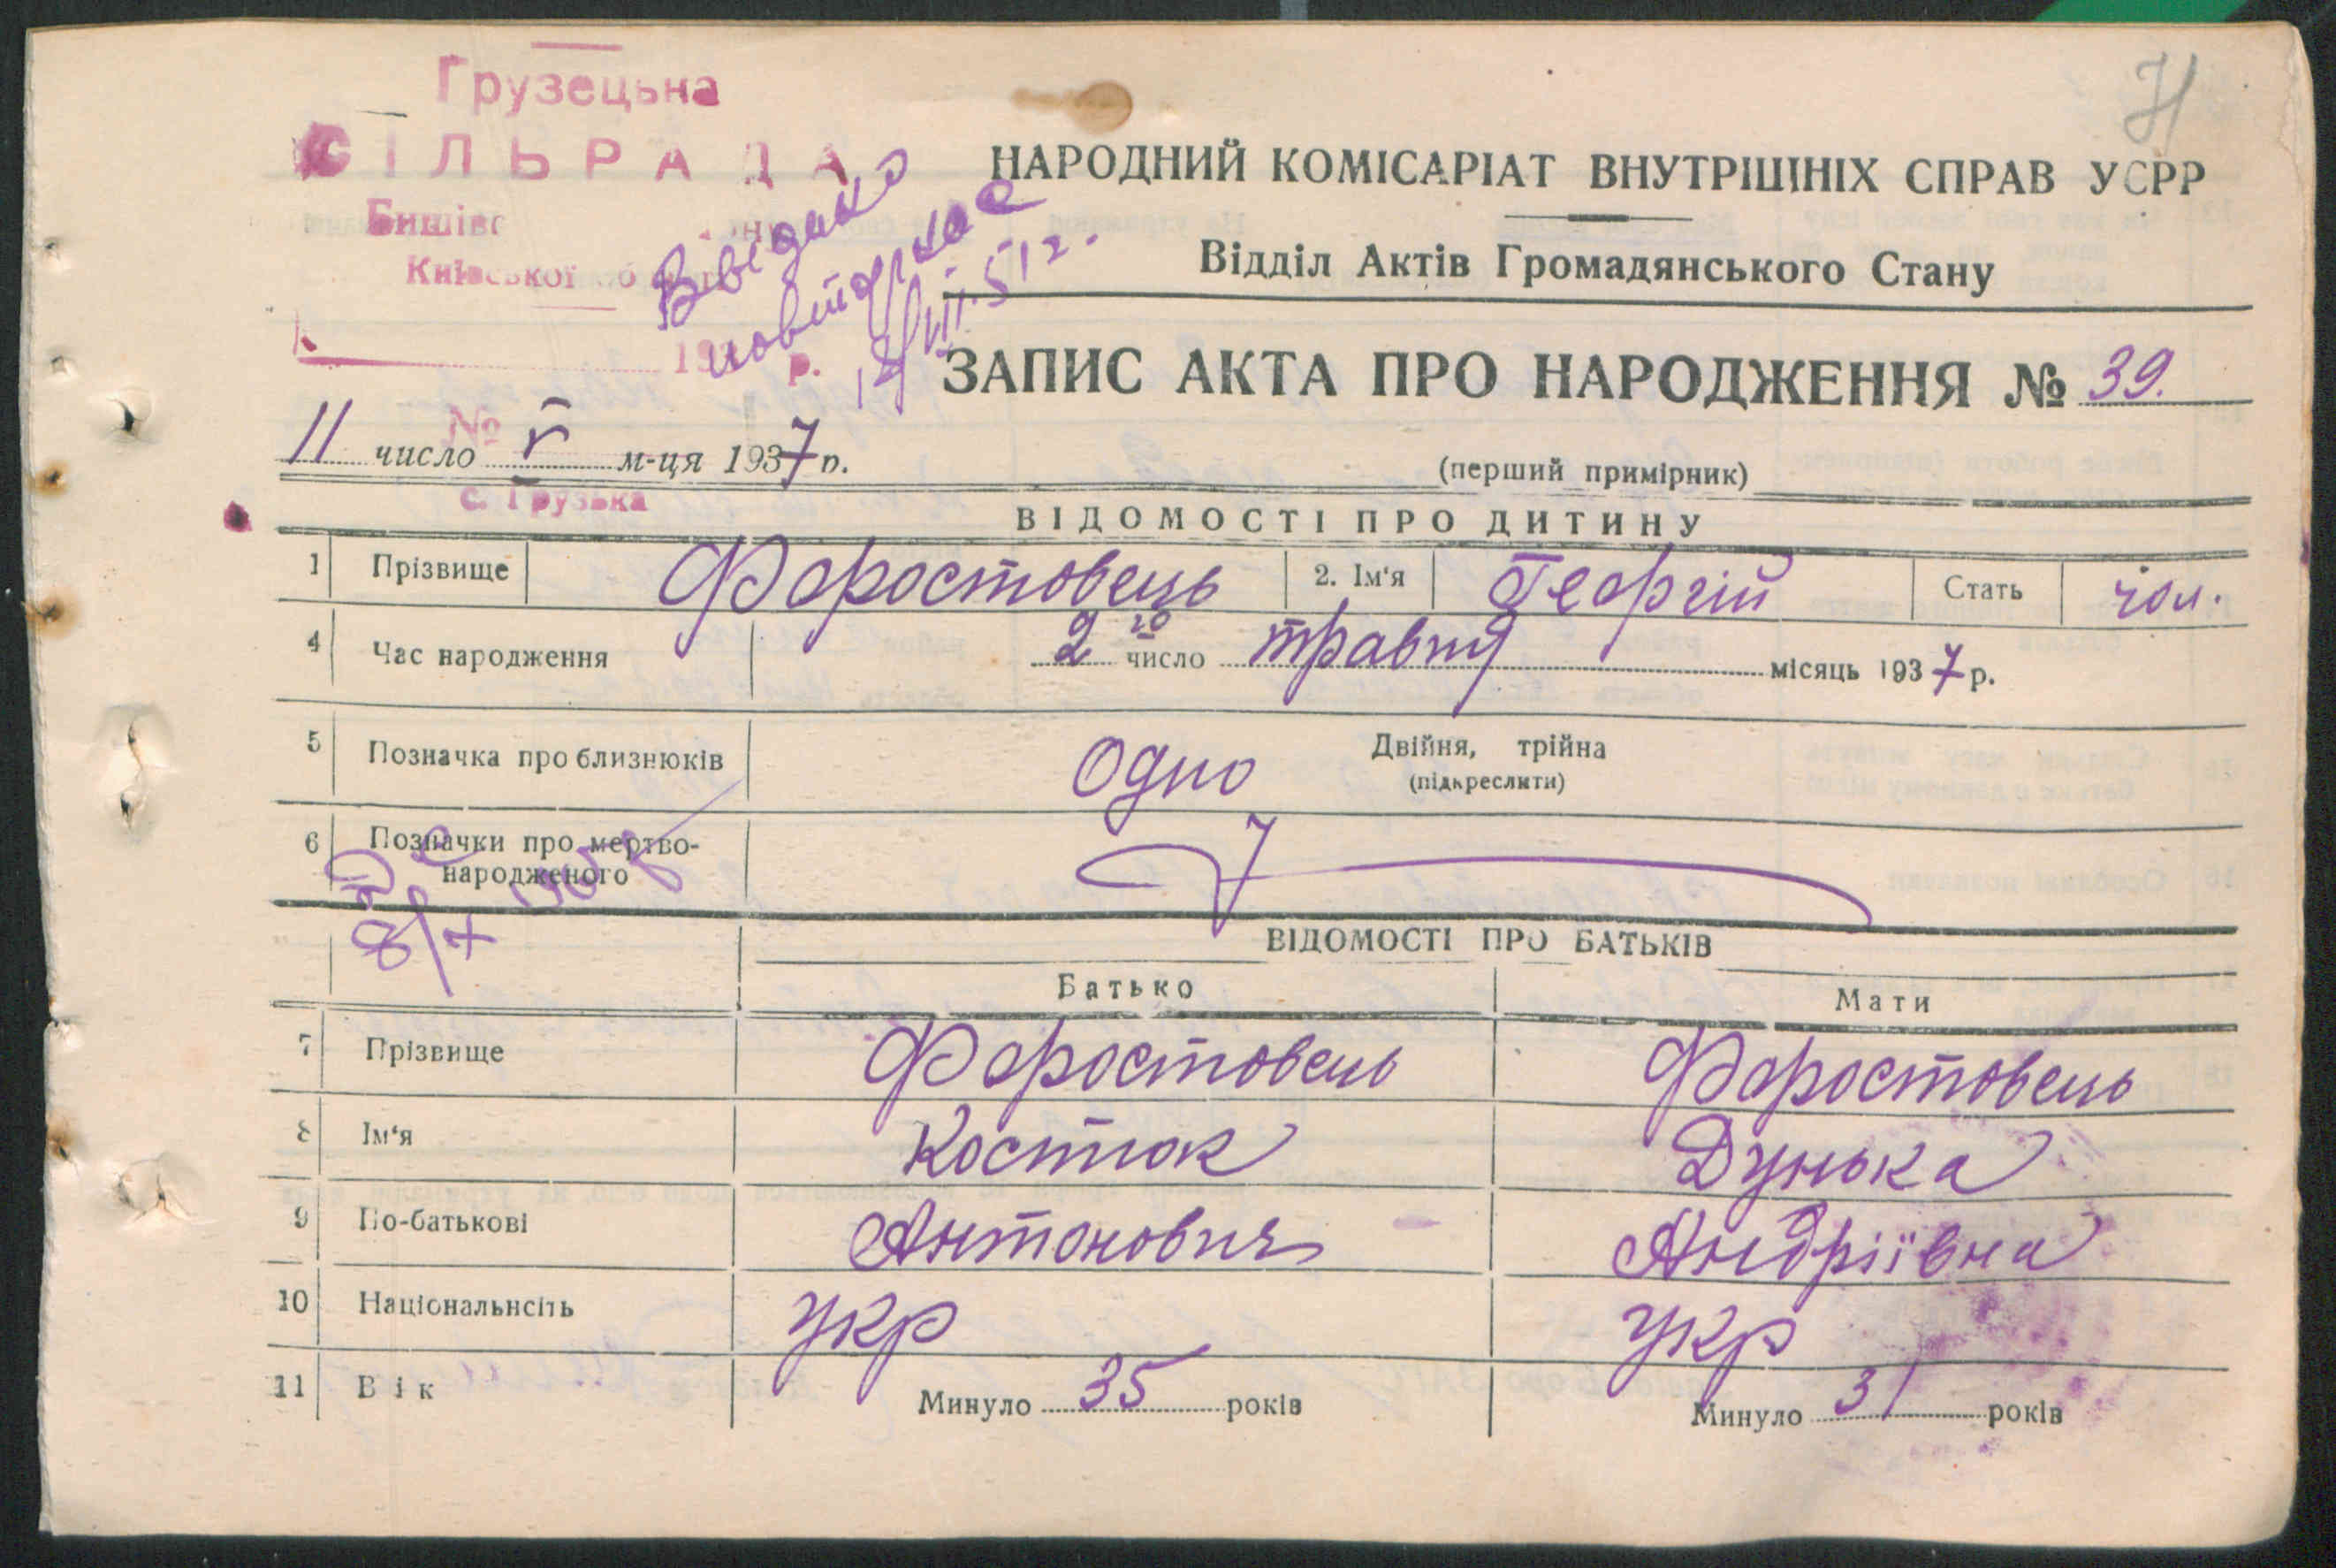 71
Грузецьна
СІЛЬРАДА
НАРОДНИЙ КОМІСАРІАТ ВНУТРІШНІХ СПРАВ УСРР
Київської
Відділ Актів Громадянського Стану
19 р.
ЗАПИС АКТА ПРО НАРОДЖЕННЯ № 39.
№
11 число V м-ця 1937 р.
(перший примірник)
с. Грузька
ВІДОМОСТІ ПРО ДИТИНУ
1 Прізвище Форостовець 2. Ім'я Георгій Стать чол.
4 Час народження 2 го число травня місяць 1937 р.
5 Позначка про близнюків Одно Двійня, трійна
(підкреслити)
6 Позначки про мертво-
народженого
ВІДОМОСТІ ПРО БАТЬКІВ
Батько Мати
7 Прізвище Форостовець Форостовець
8 Ім'я Костюк Дунька
9 По-батькові Антонович Андріївна
10 Національнсіть укр укр
11 Вік Минуло 35 років Минуло 31 років